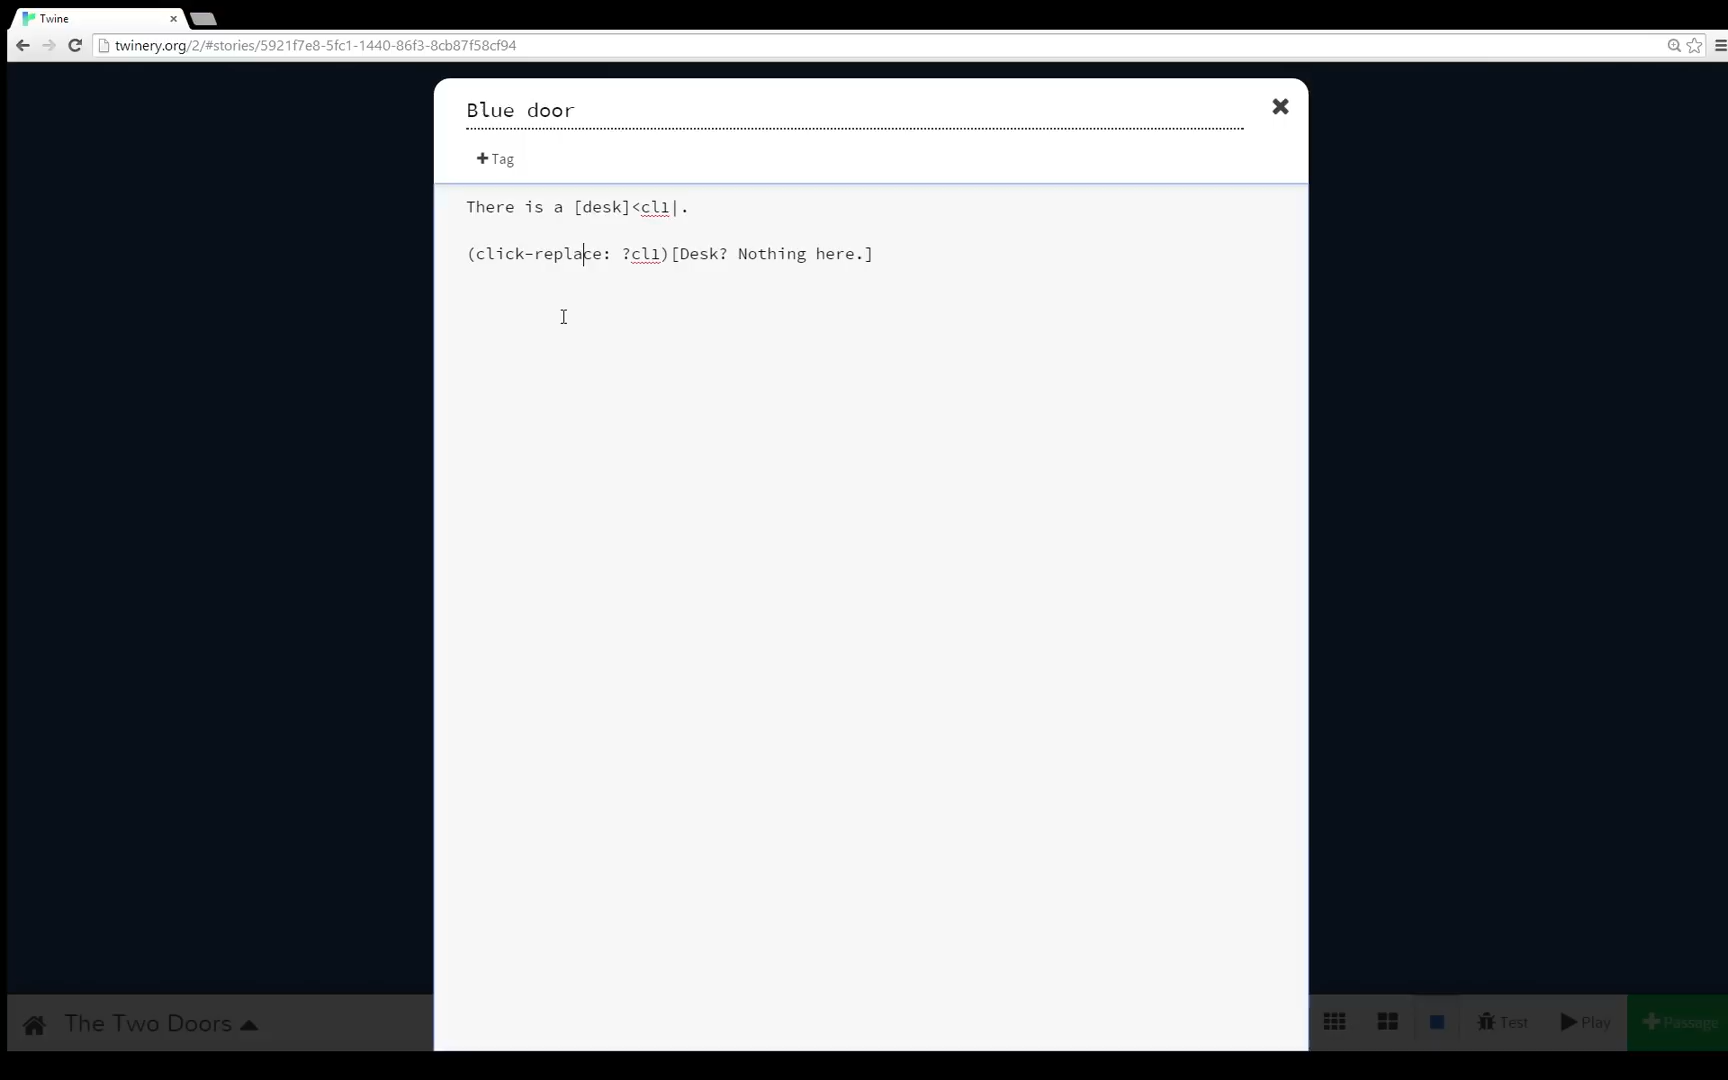 Twine
twinery.org/2/#stories/5921f7e8-5fc1-1440-86f3-8cb87f58cf94
Blue door
Tag
There is a [desk]<cl1|.
(click-replace: ?cl1)[Desk? Nothing here.]
The Two Doors
Test
Play
Passage